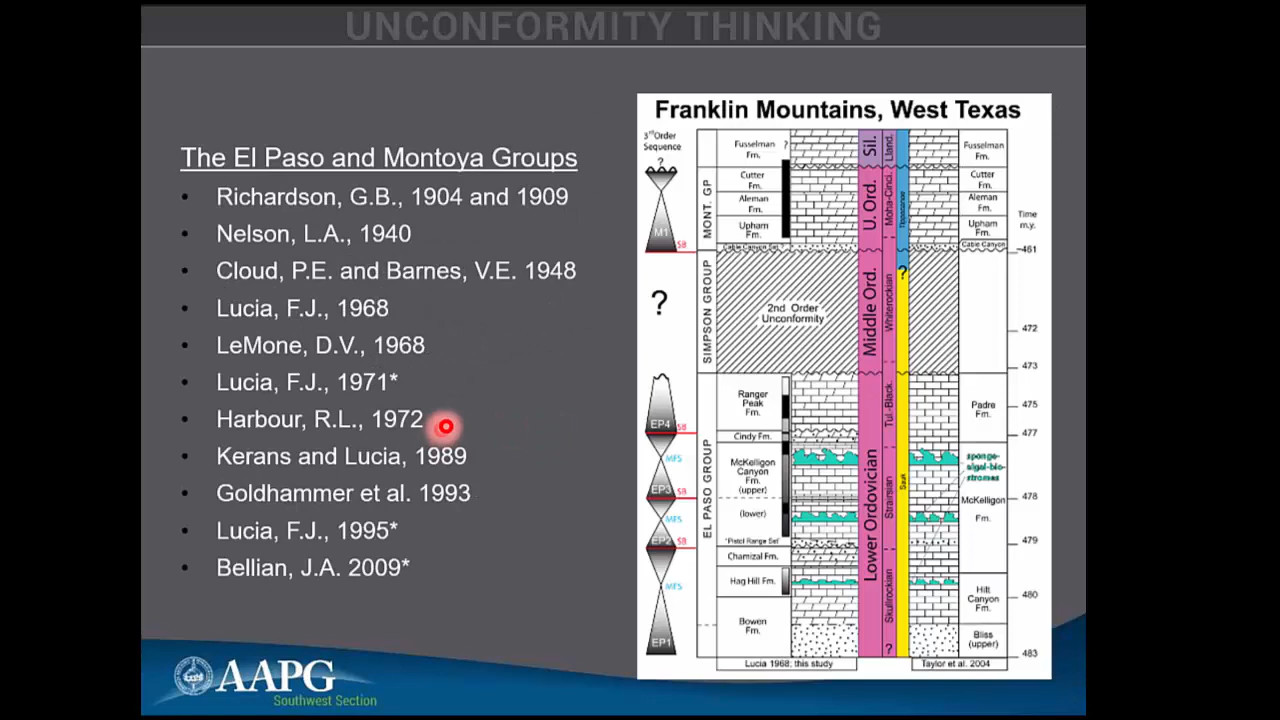 UNCONFORMITY THINKING
The El Paso and Montoya Groups
• Richardson, G.B., 1904 and 1909
• Nelson, L.A., 1940
• Cloud, P.E. and Barnes, V.E. 1948
• Lucia, F.J., 1968
• LeMone, D.V., 1968
• Lucia, F.J., 1971*
• Harbour, R.L., 1972
• Kerans and Lucia, 1989
• Goldhammer et al. 1993
• Lucia, F.J., 1995*
• Bellian, J.A. 2009*
AAPG
Southwest Section
Franklin Mountains, West Texas
3rd Order
Sequence
?
M1
SB
?
EP4
SB
MFS
EP3
SB
MFS
EP2
SB
MFS
EP1
MONT. GP
SIMPSON GROUP
EL PASO GROUP
Fusselman
Fm.
?
Cutter
Fm.
Aleman
Fm.
Upham
Fm.
Cable Canyon Set ?
2nd Order
Unconformity
Ranger
Peak
Fm.
Cindy Fm.
McKelligon
Canyon
Fm.
(upper)
(lower)
"Pistol Range Set"
Chamizal Fm.
Hag Hill Fm.
Bowen
Fm.
Lucia 1968; this study
Sil.
U. Ord.
Middle Ord.
Lower Ordovician
Lland.
Moha-Cinci.
Whiterockian
Tul.-Black.
Stairsian
Skullrockian
?
Tippecanoe
?
Sauk
Fusselman
Fm.
Cutter
Fm.
Aleman
Fm.
Upham
Fm.
Cable Canyon
Padre
Fm.
sponge-
algal-bio-
stromes
McKelligon
Fm.
Hitt
Canyon
Fm.
Bliss
(upper)
Taylor et al. 2004
Time
m.y.
461
472
473
475
477
478
479
480
483